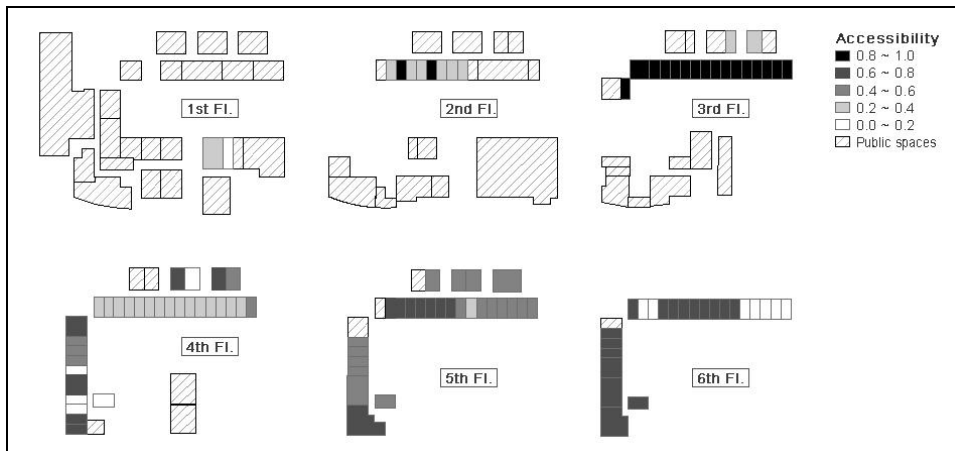 Accessibility
0.8 ~ 1.0
0.6 ~ 0.8
0.4 ~ 0.6
0.2 ~ 0.4
0.0 ~ 0.2
Public spaces
1st Fl.
2nd Fl.
3rd Fl.
4th Fl.
5th Fl.
6th Fl.